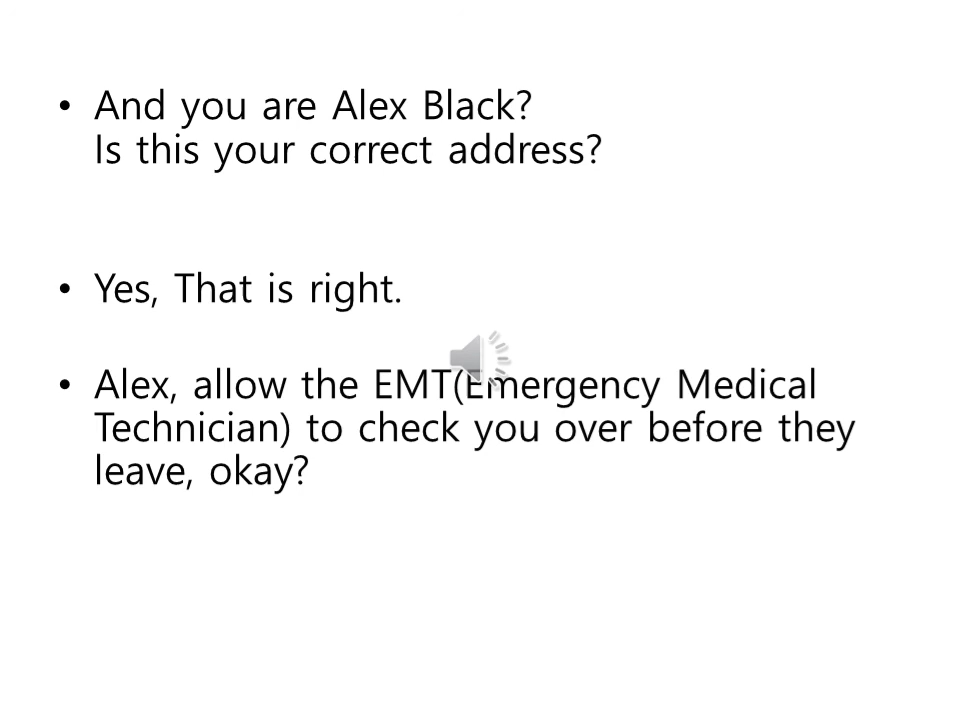 • And you are Alex Black?
Is this your correct address?
• Yes, That is right.
• Alex, allow the EMT(Emergency Medical
Technician) to check you over before they
leave, okay?